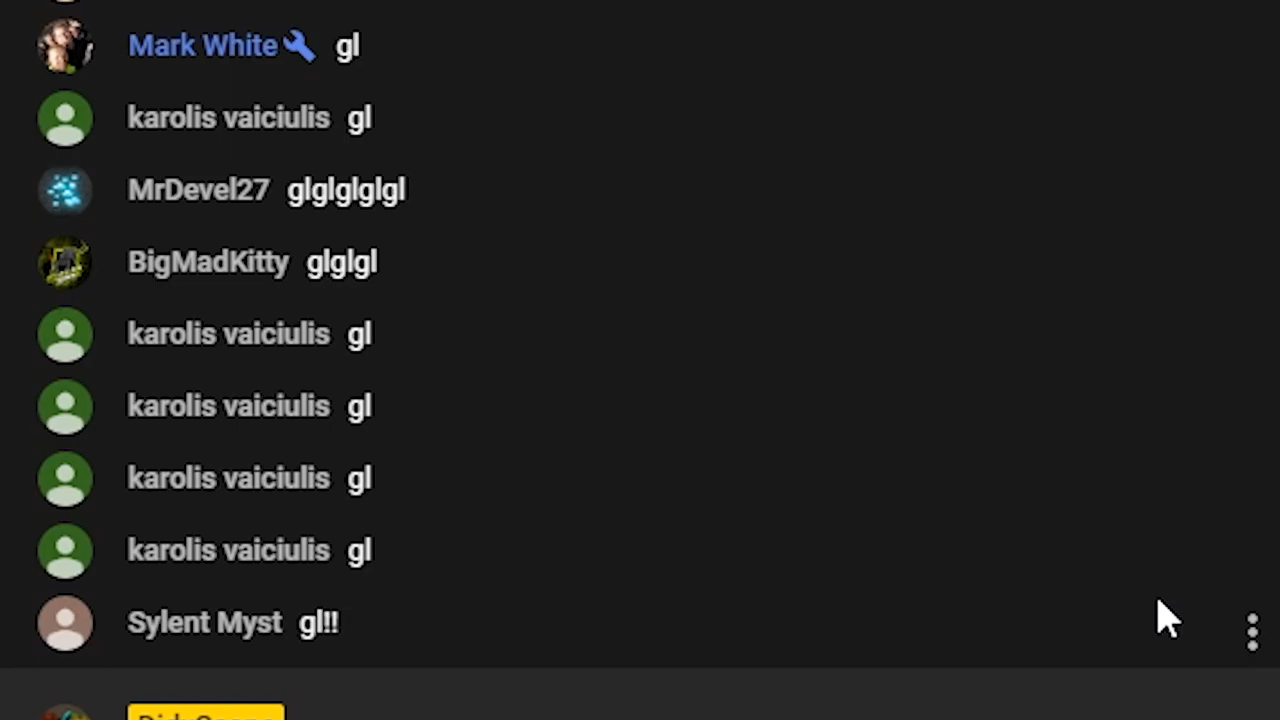 Mark White gl
karolis vaiciulis gl
MrDevel27 glglglglgl
BigMadKitty glglgl
karolis vaiciulis gl
karolis vaiciulis gl
karolis vaiciulis gl
karolis vaiciulis gl
Sylent Myst gl!!